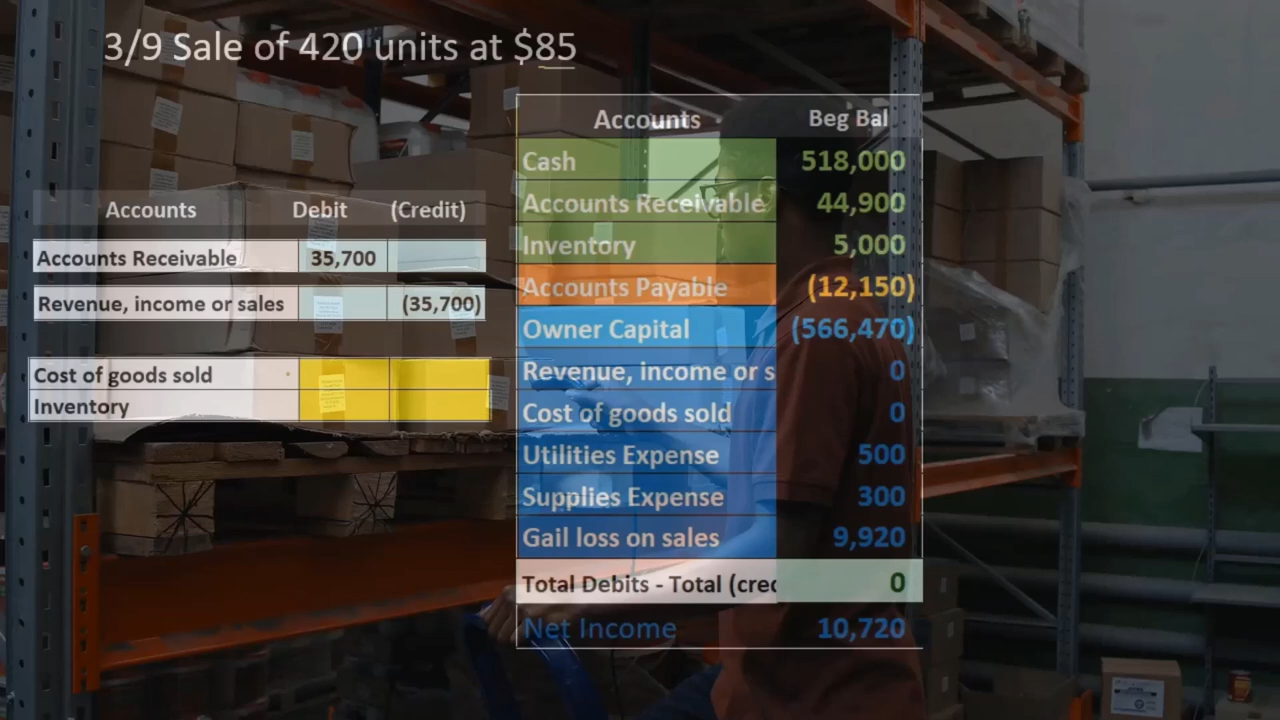 3/9 Sale of 420 units at $85
Accounts Debit (Credit)
Accounts Receivable 35,700
Revenue, income or sales (35,700)
Cost of goods sold
Inventory
Accounts Beg Bal
Cash 518,000
Accounts Receivable 44,900
Inventory 5,000
Accounts Payable (12,150)
Owner Capital (566,470)
Revenue, income or s 0
Cost of goods sold 0
Utilities Expense 500
Supplies Expense 300
Gail loss on sales 9,920
Total Debits - Total (cred 0
Net Income 10,720